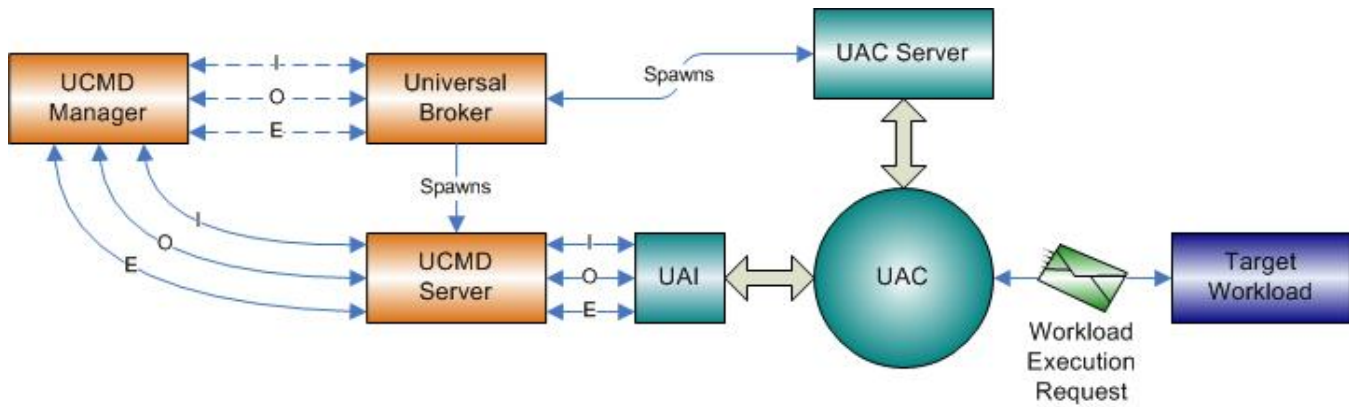 UCMD
Manager
I
O
E
Universal
Broker
Spawns
UAC Server
Spawns
I
O
E
UCMD
Server
I
O
E
UAI
UAC
Target
Workload
Workload
Execution
Request